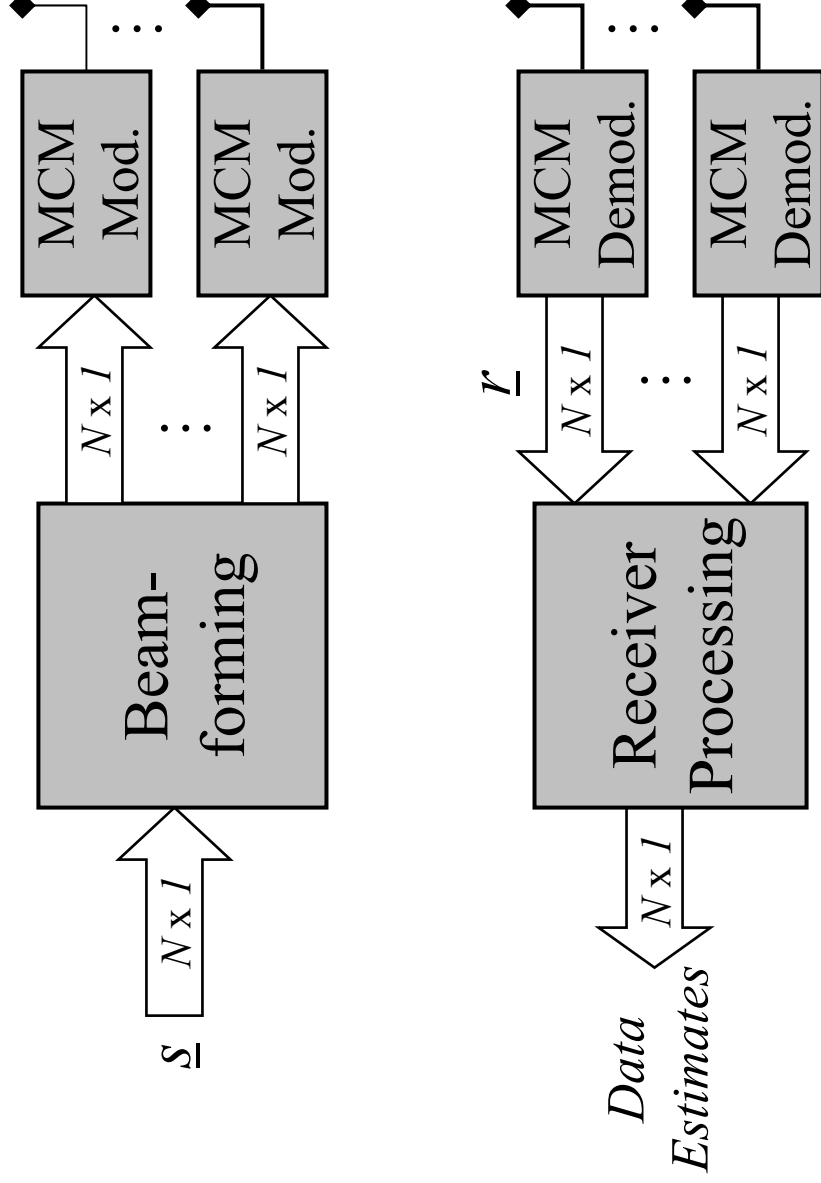 s
N x 1
Beam-
forming
N x 1
N x 1
...
MCM
Mod.
MCM
Mod.
...
Data
Estimates
N x 1
Receiver
Processing
r
N x 1
N x 1
...
MCM
Demod.
MCM
Demod.
...